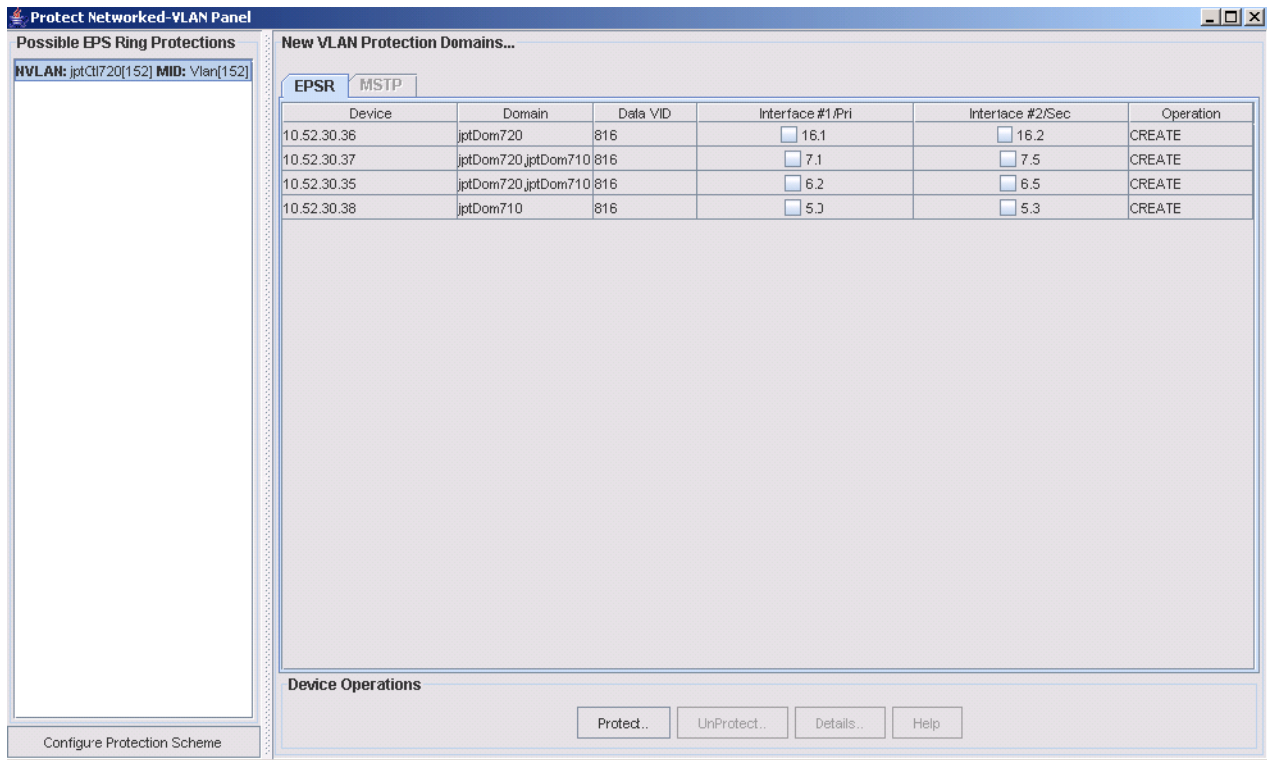 Protect Networked-VLAN Panel
Possible EPS Ring Protections
NVLAN: jptCtl720[152] MID: Vlan[152]
Configure Protection Scheme
New VLAN Protection Domains...
EPSR MSTP
Device Domain Data VID Interface #1/Pri Interface #2/Sec Operation
10.52.30.36 jptDom720 816 16.1 16.2 CREATE
10.52.30.37 jptDom720,jptDom710 816 7.1 7.5 CREATE
10.52.30.35 jptDom720,jptDom710 816 6.2 6.5 CREATE
10.52.30.38 jptDom710 816 5.3 CREATE
Device Operations
Protect.. UnProtect.. Details.. Help